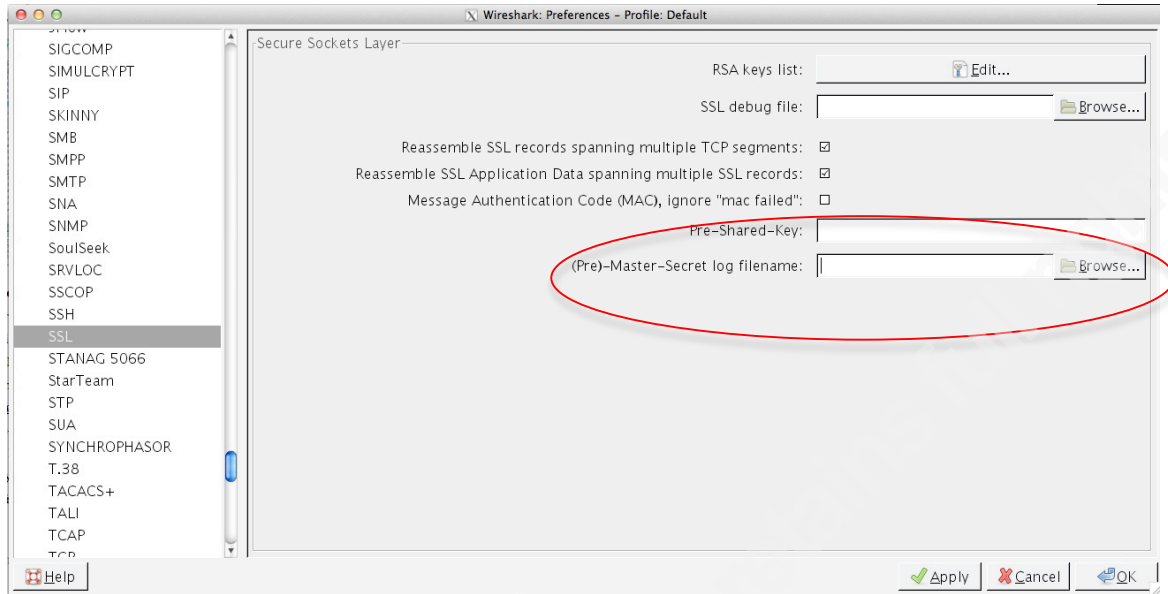 Wireshark: Preferences – Profile: Default
SIGCOMP
SIMULCRYPT
SIP
SKINNY
SMB
SMPP
SMTP
SNA
SNMP
SoulSeek
SRVLOC
SSCOP
SSH
SSL
STANAG 5066
StarTeam
STP
SUA
SYNCHROPHASOR
T.38
TACACS+
TALI
TCAP
Secure Sockets Layer
RSA keys list: Edit...
SSL debug file: Browse...
Reassemble SSL records spanning multiple TCP segments:
Reassemble SSL Application Data spanning multiple SSL records:
Message Authentication Code (MAC), ignore "mac failed":
Pre-Shared-Key:
(Pre)-Master-Secret log filename: Browse...
Help Apply Cancel OK